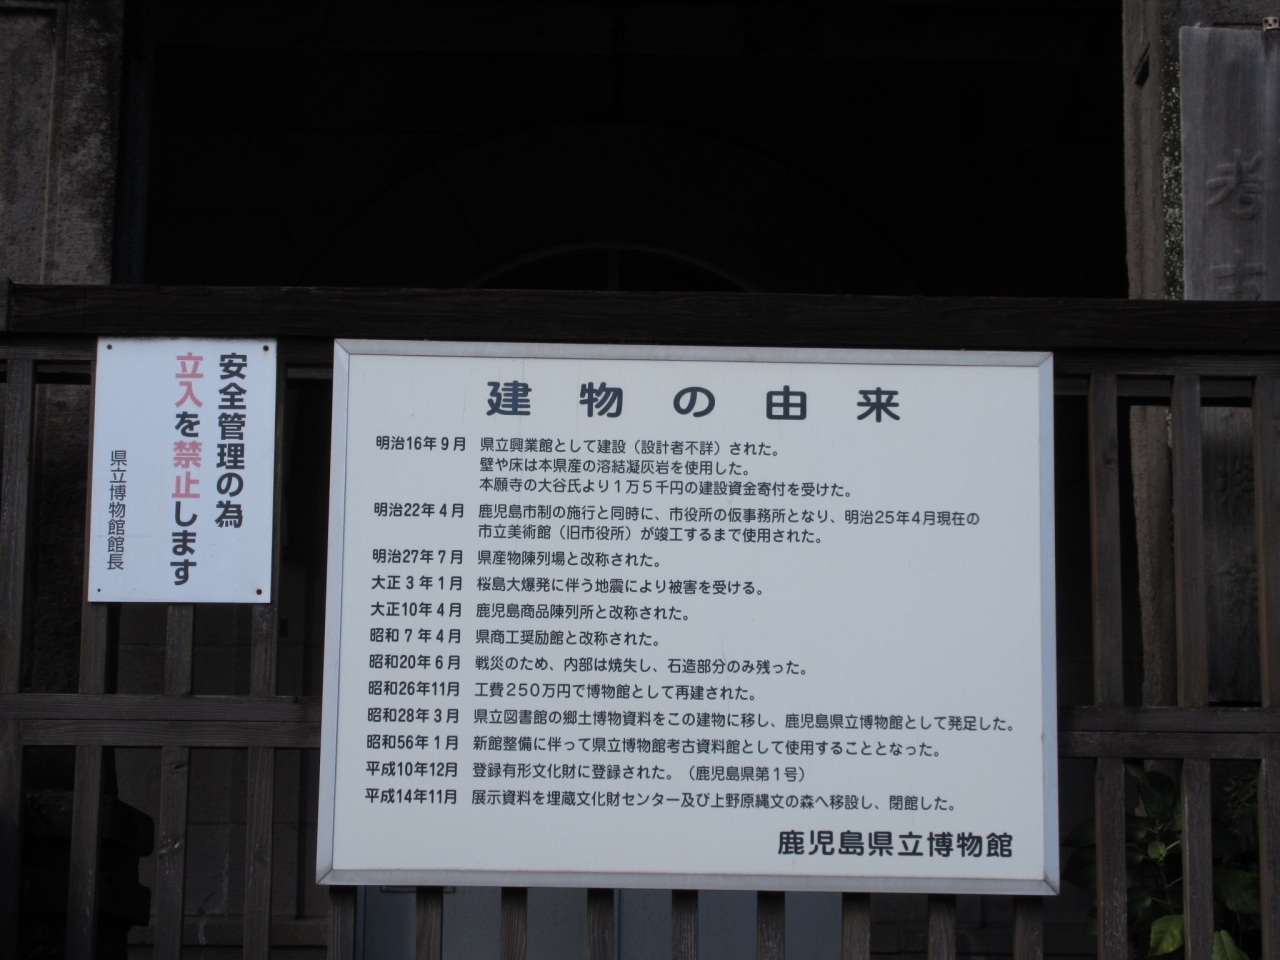 安全管理の為
立入を禁止します
県立博物館館長
建物の由来
明治16年9月 県立興業館として建設（設計者不詳）された。
壁や床は本県産の溶結凝灰岩を使用した。
本願寺の大谷氏より1万5千円の建設資金寄付を受けた。
明治22年4月 鹿児島市制の施行と同時に、市役所の仮事務所となり、明治25年4月現在の
市立美術館（旧市役所）が竣工するまで使用された。
明治27年7月 県産物陳列場と改称された。
大正3年1月 桜島大爆発に伴う地震により被害を受ける。
大正10年4月 鹿児島商品陳列所と改称された。
昭和7年4月 県商工奨励館と改称された。
昭和20年6月 戦災のため、内部は焼失し、石造部分のみ残った。
昭和26年11月 工費250万円で博物館として再建された。
昭和28年3月 県立図書館の郷土博物資料をこの建物に移し、鹿児島県立博物館として発足した。
昭和56年1月 新館整備に伴って県立博物館考古資料館として使用することとなった。
平成10年12月 登録有形文化財に登録された。（鹿児島県第1号）
平成14年11月 展示資料を埋蔵文化財センター及び上野原縄文の森へ移設し、閉館した。
鹿児島県立博物館
考古